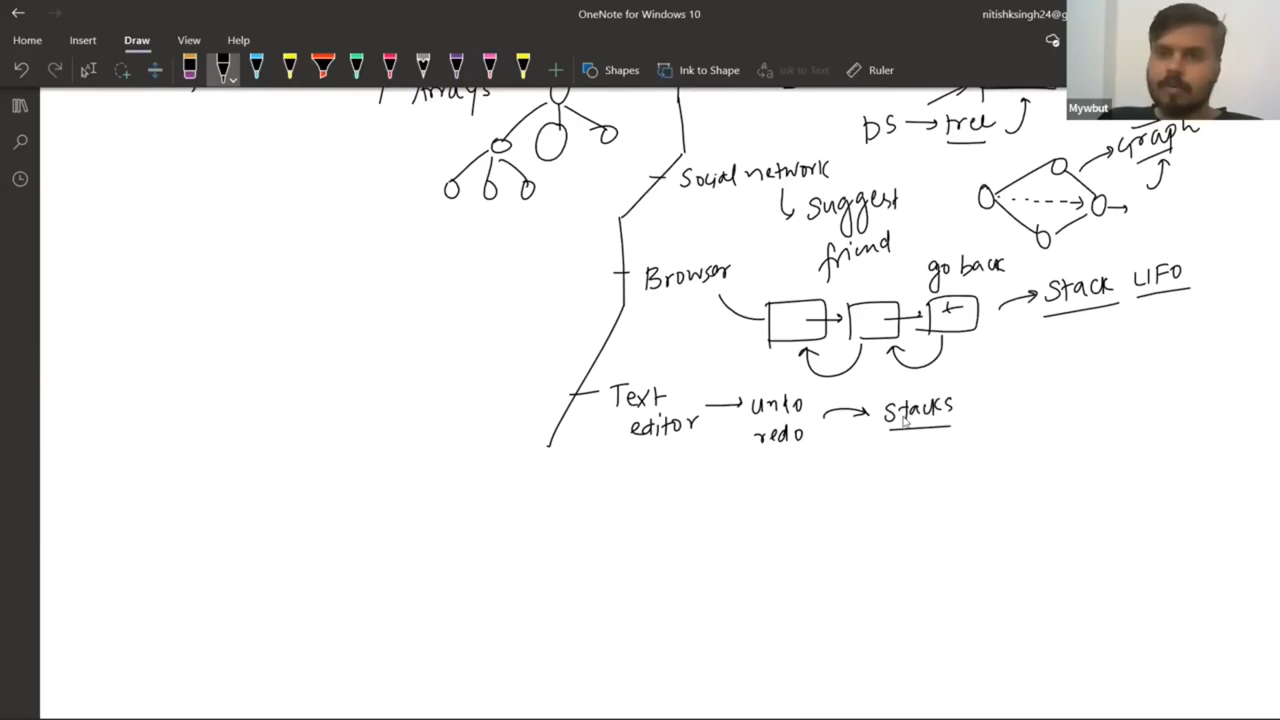 OneNote for Windows 10
nitishksingh24@g
Home Insert Draw View Help
Shapes Ink to Shape Ink to Text Ruler
Mywbut
Arrays
DS → tree
Graph
Social network
suggest
friend
Browser
go back
Stack LIFO
Text
editor
undo
redo
Stacks